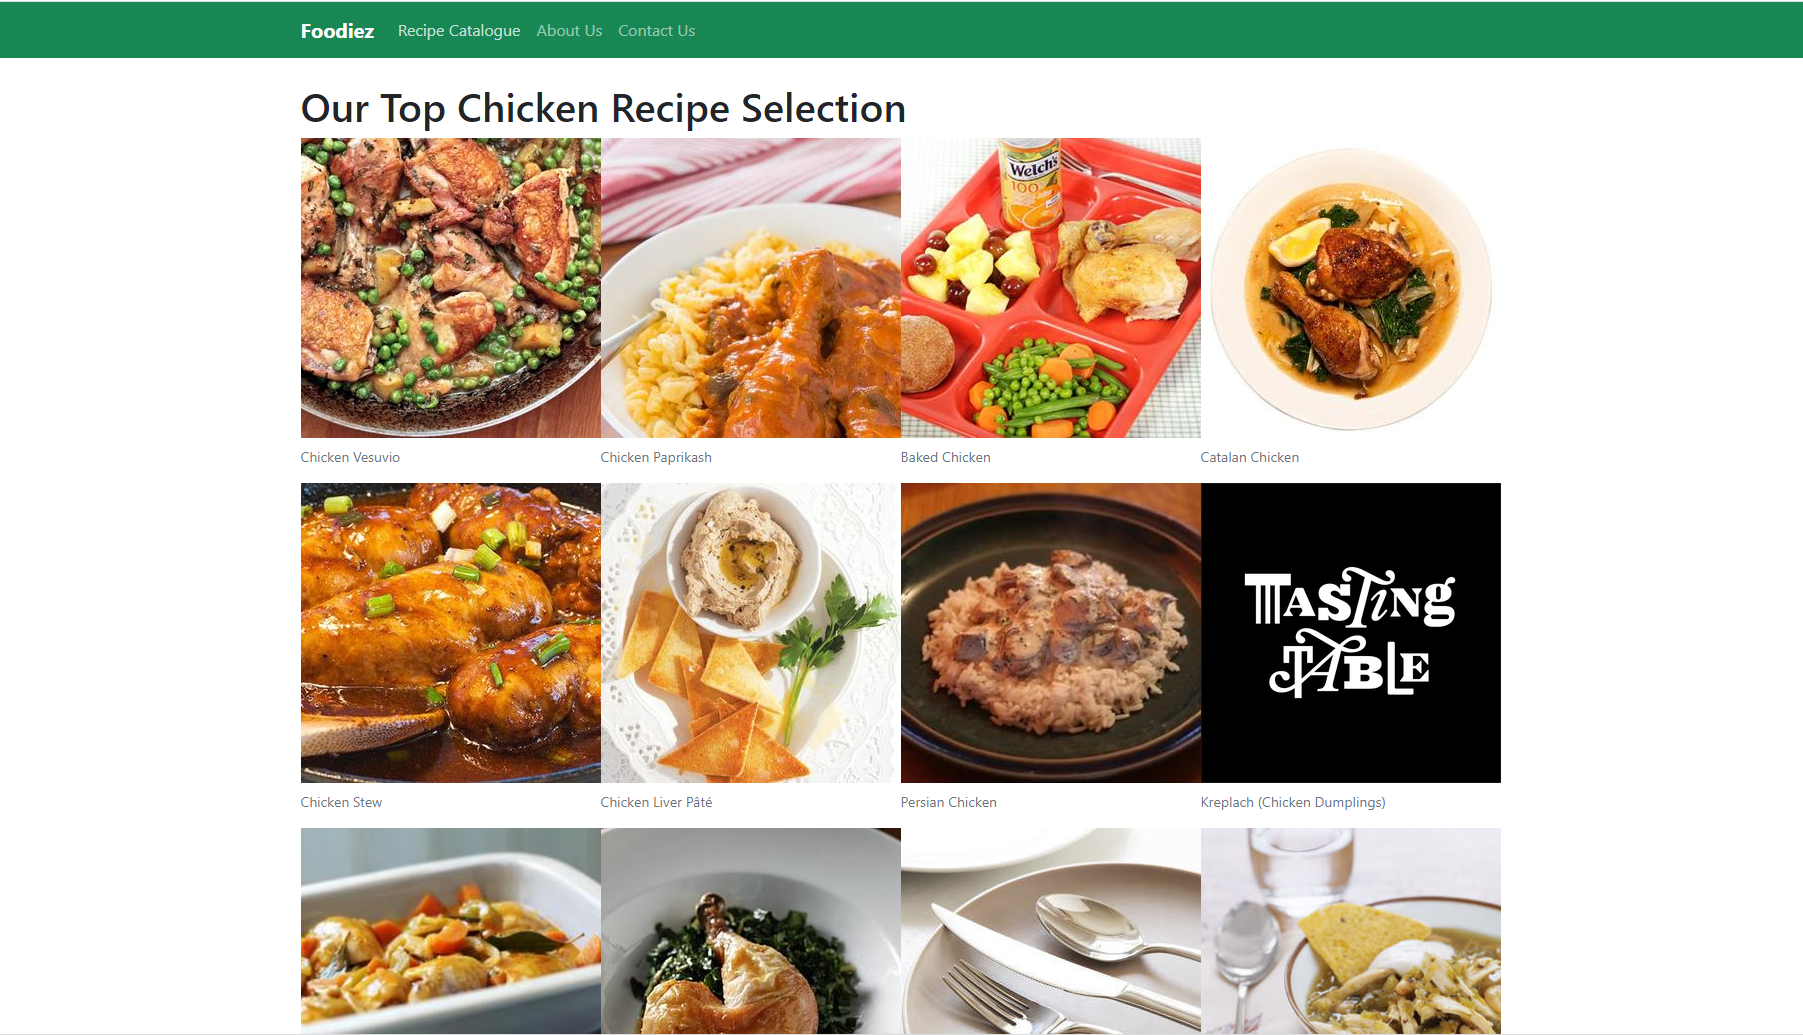 Foodiez Recipe Catalogue About Us Contact Us
Our Top Chicken Recipe Selection
Welch's
100
Chicken Vesuvio Chicken Paprikash Baked Chicken Catalan Chicken
TASTING
TABLE
Chicken Stew Chicken Liver Pâté Persian Chicken Kreplach (Chicken Dumplings)